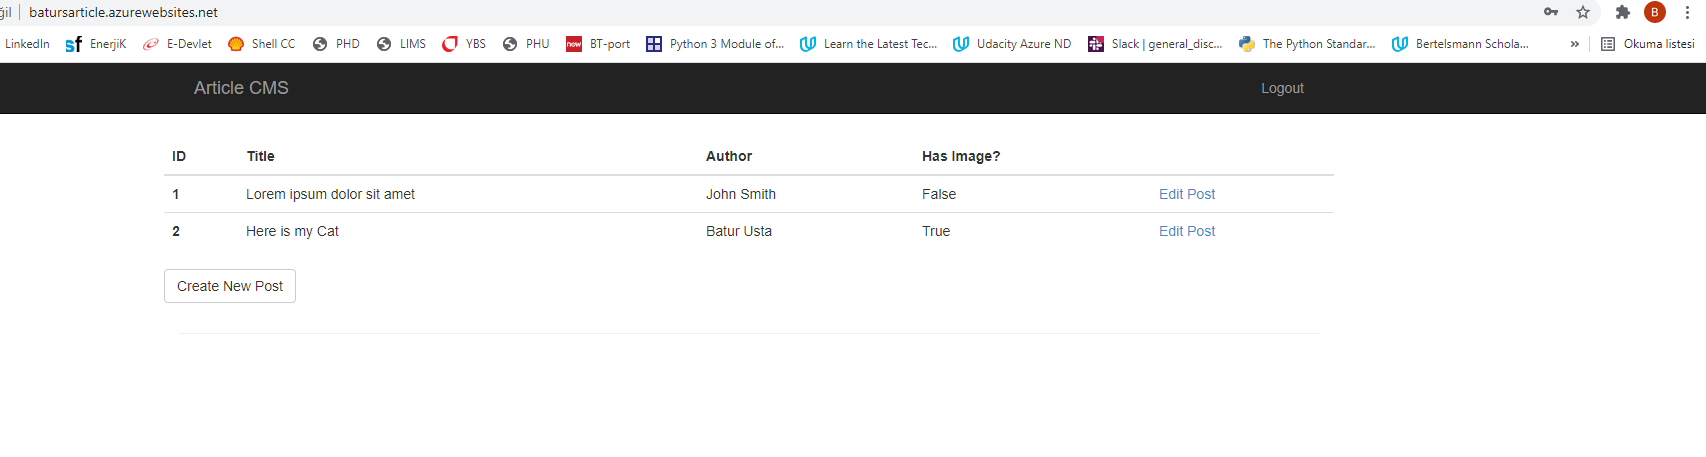 ğil batursarticle.azurewebsites.net B
LinkedIn sf EnerjiK E-Devlet Shell CC PHD LIMS YBS PHU now BT-port Python 3 Module of... Learn the Latest Tec... Udacity Azure ND Slack | general_disc... The Python Standar... Bertelsmann Schola... » Okuma listesi
Article CMS Logout
ID Title Author Has Image?
1 Lorem ipsum dolor sit amet John Smith False Edit Post
2 Here is my Cat Batur Usta True Edit Post
Create New Post